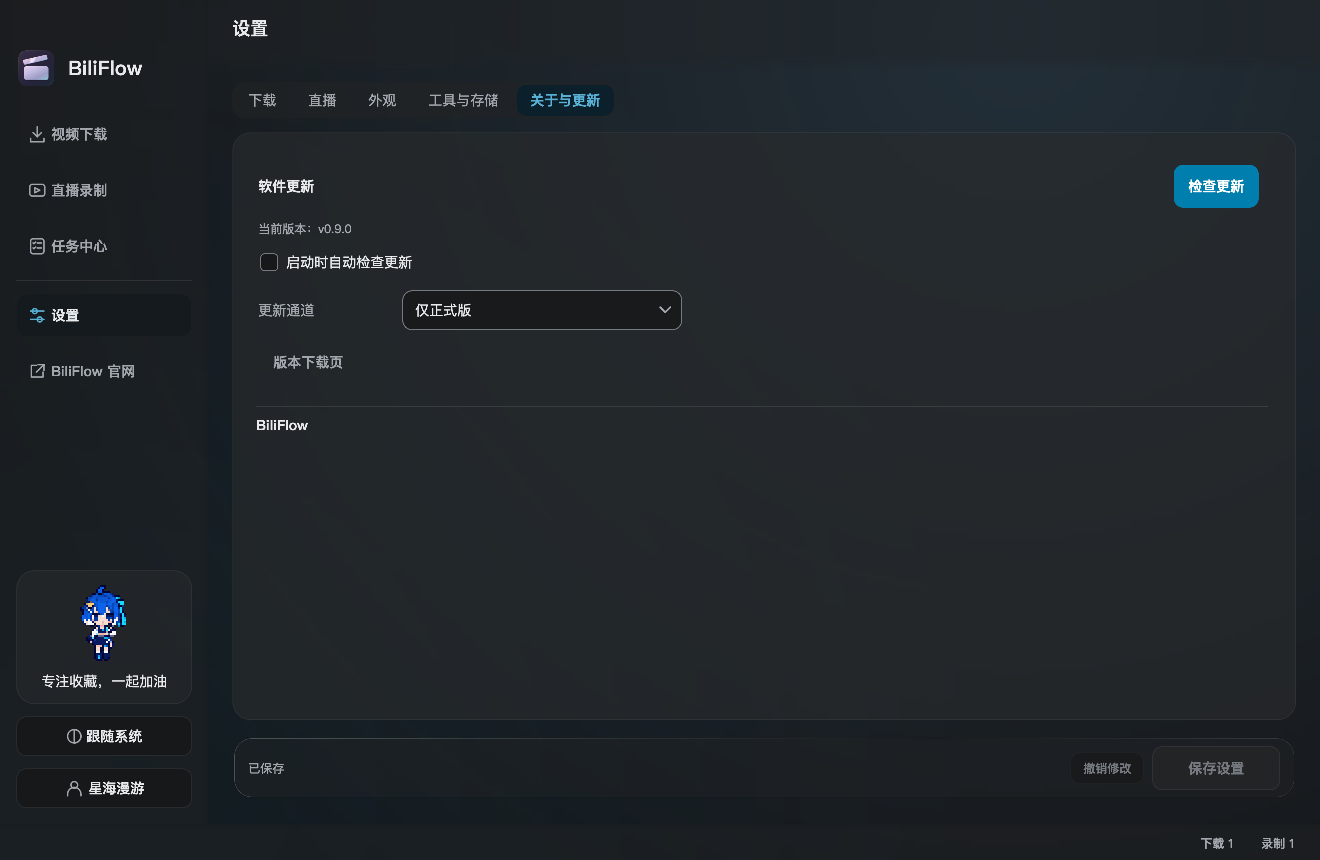 设置
BiliFlow
视频下载
直播录制
任务中心
设置
BiliFlow 官网
专注收藏，一起加油
跟随系统
星海漫游
下载 直播 外观 工具与存储 关于与更新
软件更新
检查更新
当前版本：v0.9.0
启动时自动检查更新
更新通道 仅正式版
版本下载页
BiliFlow
已保存 撤销修改 保存设置
下载 1 录制 1